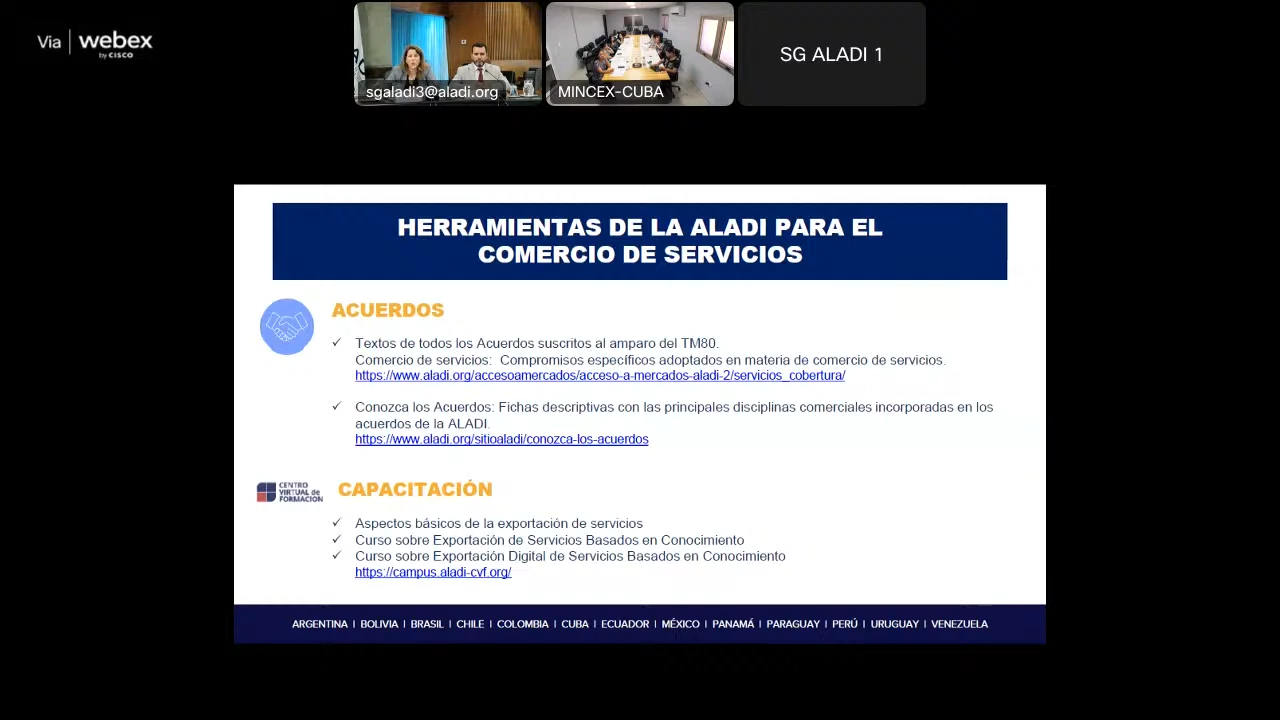 Via | webex
by CISCO
sgaladi3@aladi.org
MINCEX-CUBA
SG ALADI 1
HERRAMIENTAS DE LA ALADI PARA EL
COMERCIO DE SERVICIOS
ACUERDOS
✓ Textos de todos los Acuerdos suscritos al amparo del TM80.
Comercio de servicios: Compromisos específicos adoptados en materia de comercio de servicios.
https://www.aladi.org/accesoamercados/acceso-a-mercados-aladi-2/servicios_cobertura/
✓ Conozca los Acuerdos: Fichas descriptivas con las principales disciplinas comerciales incorporadas en los
acuerdos de la ALADI.
https://www.aladi.org/sitioaladi/conozca-los-acuerdos
CENTRO
VIRTUAL de
FORMACION
CAPACITACIÓN
✓ Aspectos básicos de la exportación de servicios
✓ Curso sobre Exportación de Servicios Basados en Conocimiento
✓ Curso sobre Exportación Digital de Servicios Basados en Conocimiento
https://campus.aladi-cvf.org/
ARGENTINA | BOLIVIA | BRASIL | CHILE | COLOMBIA | CUBA | ECUADOR | MÉXICO | PANAMÁ | PARAGUAY | PERÚ | URUGUAY | VENEZUELA